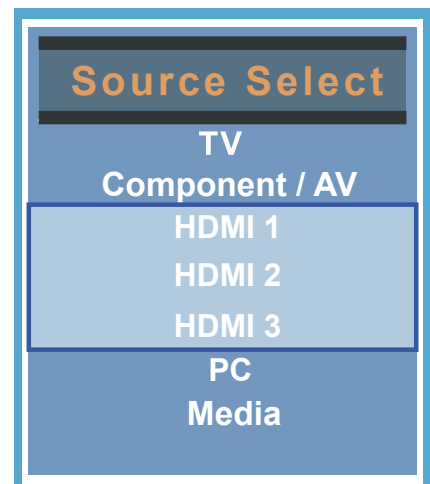 Source Select
TV
Component / AV
HDMI 1
HDMI 2
HDMI 3
PC
Media